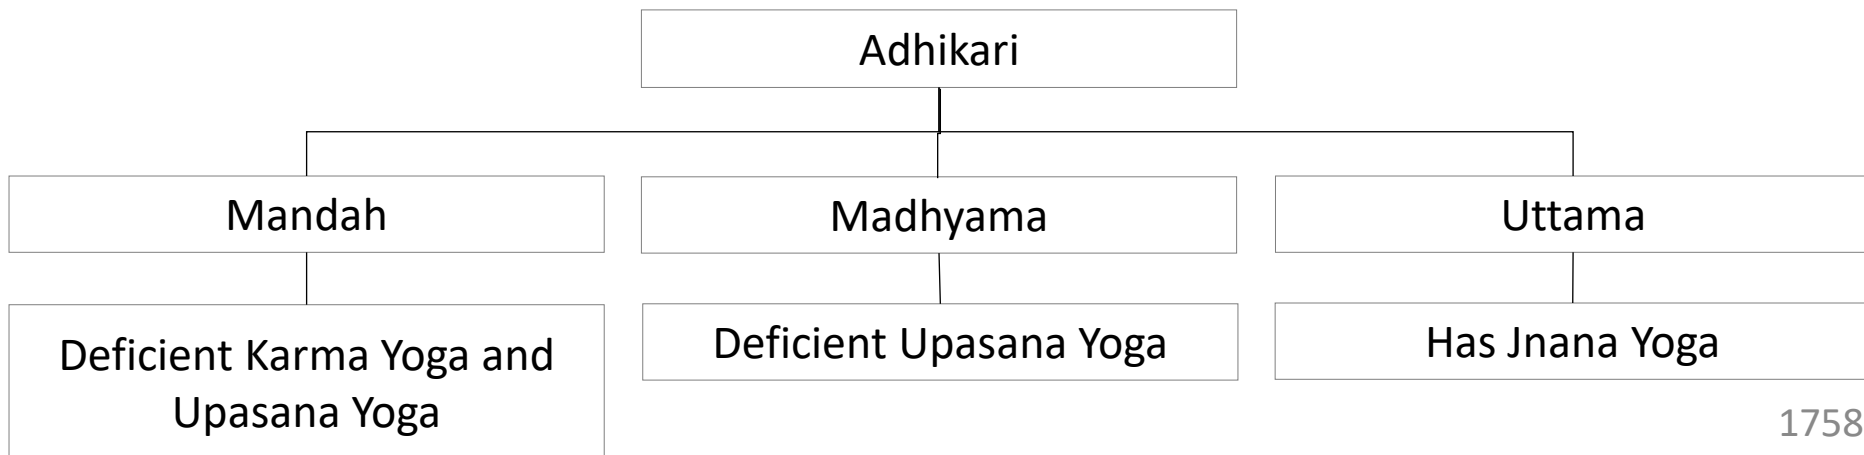 Adhikari
Mandah
Madhyama
Uttama
Deficient Karma Yoga and
Upasana Yoga
Deficient Upasana Yoga
Has Jnana Yoga
1758